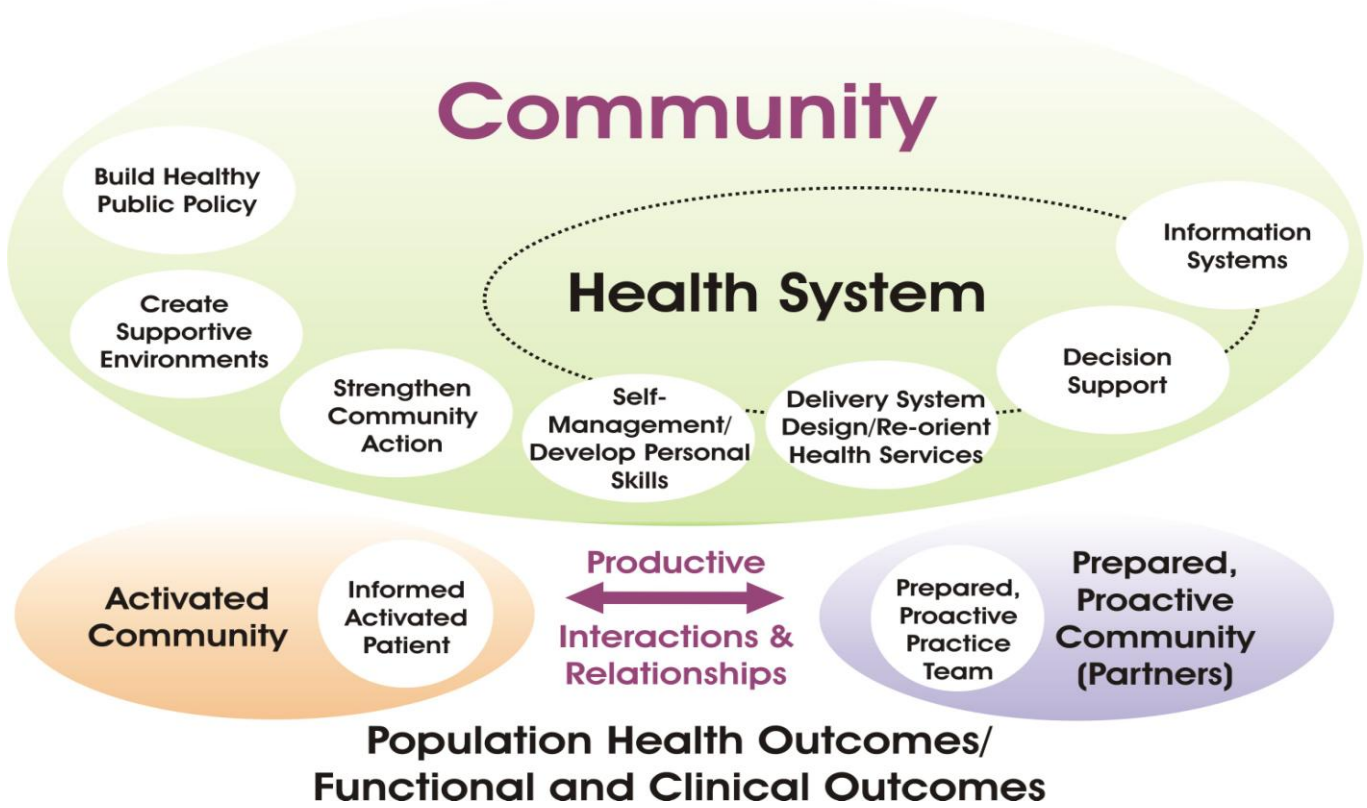 Community
Build Healthy
Public Policy
Create
Supportive
Environments
Strengthen
Community
Action
Health System
Self-
Management/
Develop Personal
Skills
Delivery System
Design/Re-orient
Health Services
Decision
Support
Information
Systems
Activated
Community
Informed
Activated
Patient
Productive
Interactions &
Relationships
Prepared,
Proactive
Practice
Team
Prepared,
Proactive
Community
(Partners)
Population Health Outcomes/
Functional and Clinical Outcomes